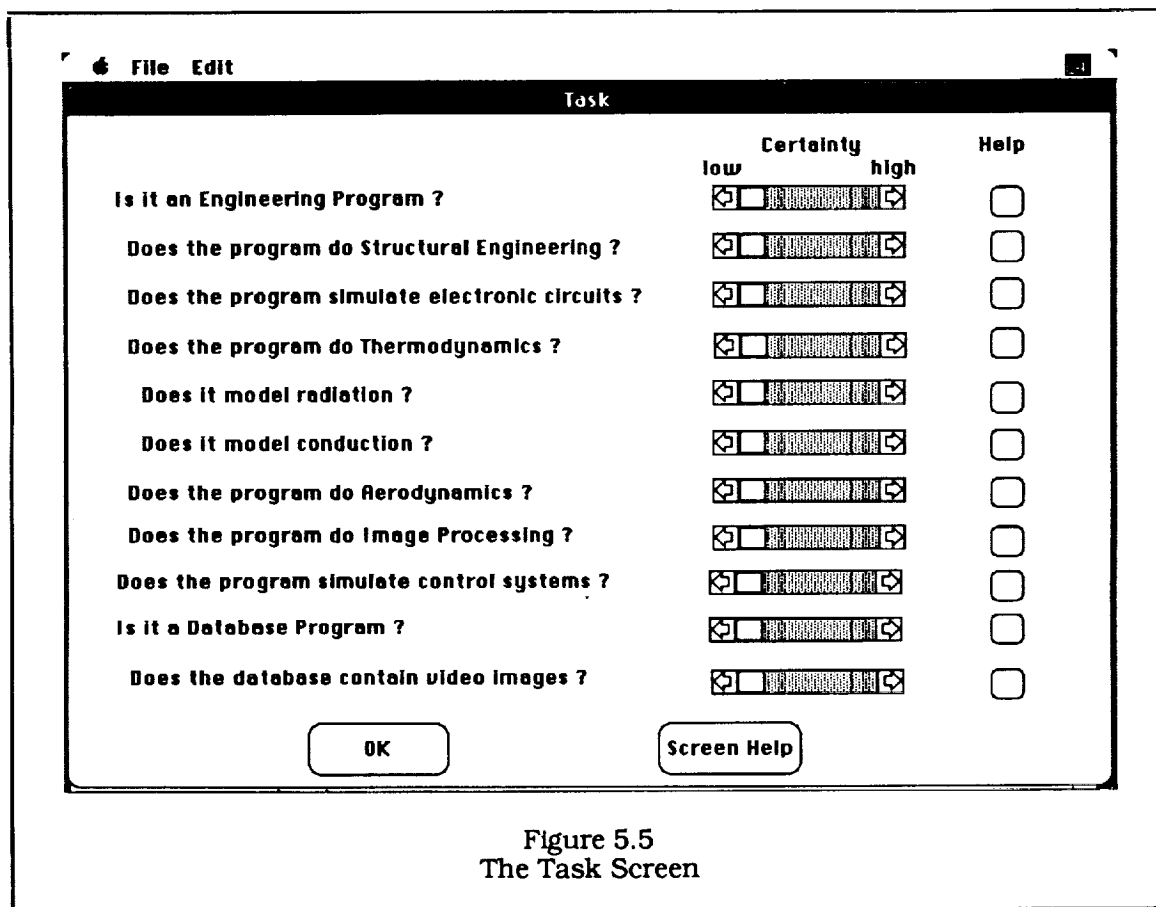 File Edit
Task
Certainty Help
low high
Is it an Engineering Program ?
Does the program do Structural Engineering ?
Does the program simulate electronic circuits ?
Does the program do Thermodynamics ?
Does it model radiation ?
Does it model conduction ?
Does the program do Aerodynamics ?
Does the program do Image Processing ?
Does the program simulate control systems ?
Is it a Database Program ?
Does the database contain video images ?
OK Screen Help
Figure 5.5
The Task Screen